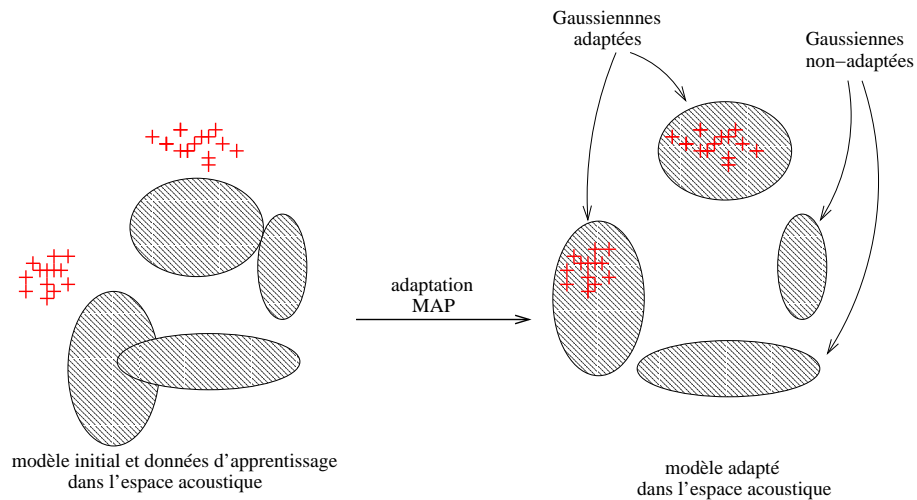 Gaussiennnes
adaptées
Gaussiennes
non−adaptées
adaptation
MAP
modèle initial et données d'apprentissage
dans l'espace acoustique
modèle adapté
dans l'espace acoustique